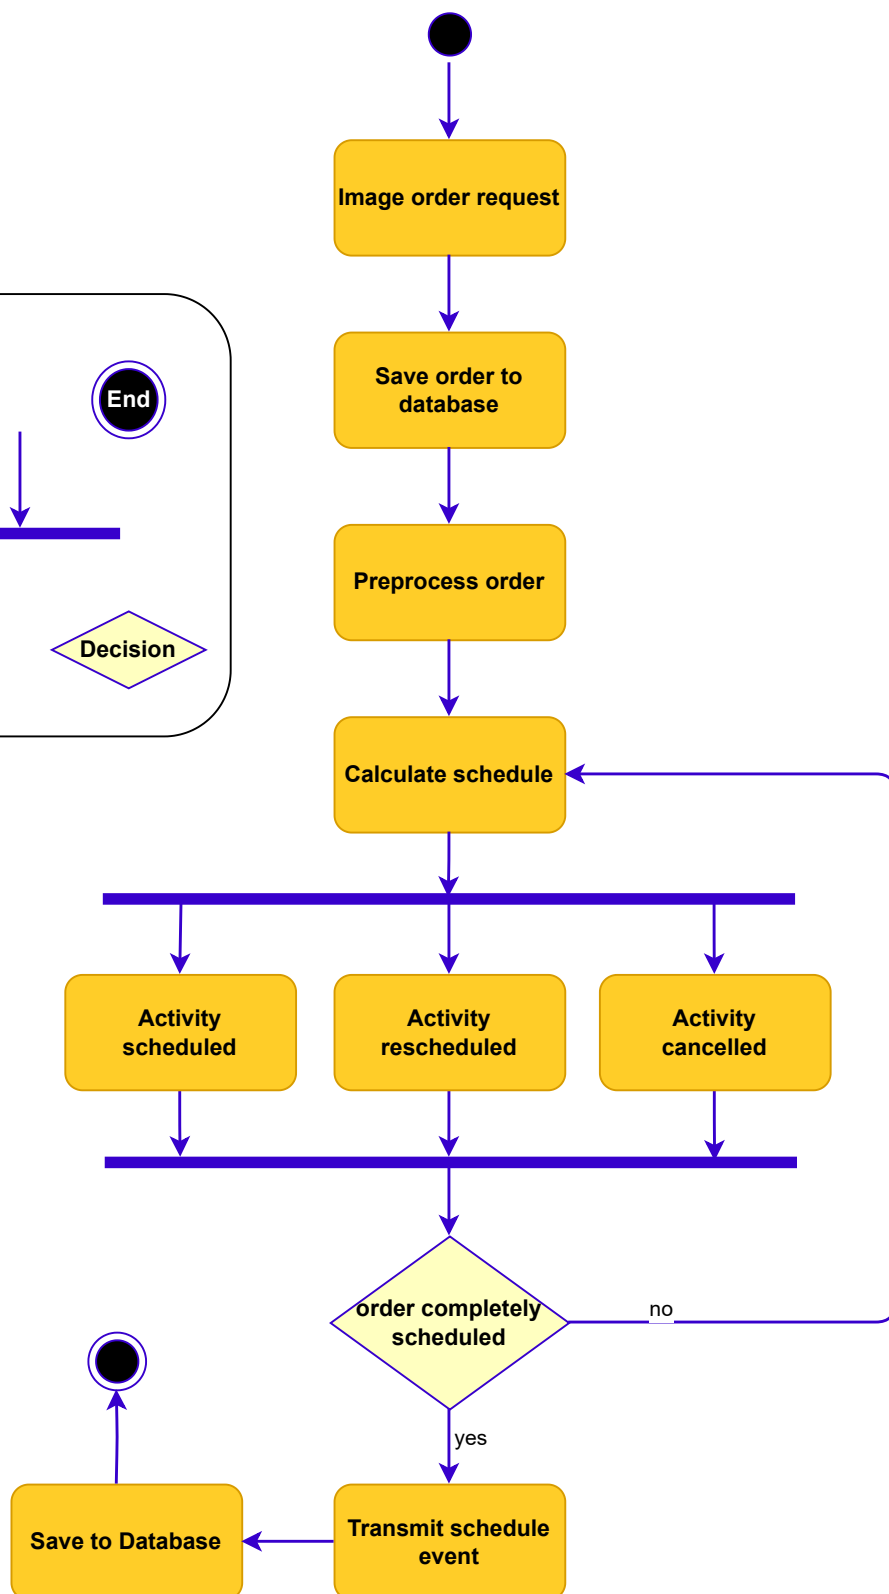 Image order request
Save order to
database
End
Preprocess order
Decision
Calculate schedule
Activity
scheduled
Activity
rescheduled
Activity
cancelled
order completely
scheduled
no
yes
Save to Database
Transmit schedule
event